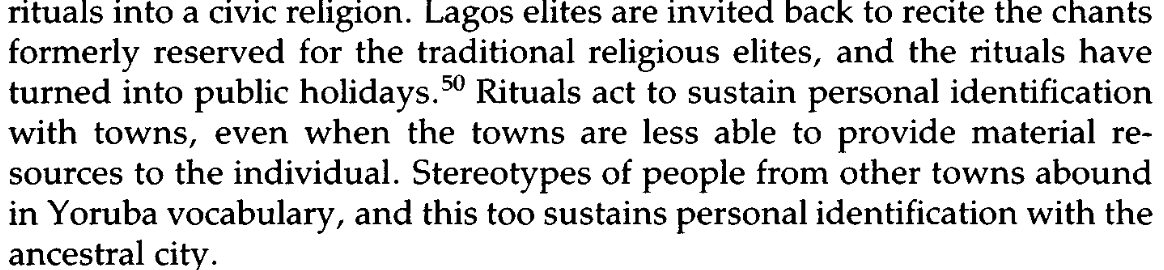 rituals into a civic religion. Lagos elites are invited back to recite the chants
formerly reserved for the traditional religious elites, and the rituals have
turned into public holidays.⁵⁰ Rituals act to sustain personal identification
with towns, even when the towns are less able to provide material re-
sources to the individual. Stereotypes of people from other towns abound
in Yoruba vocabulary, and this too sustains personal identification with the
ancestral city.